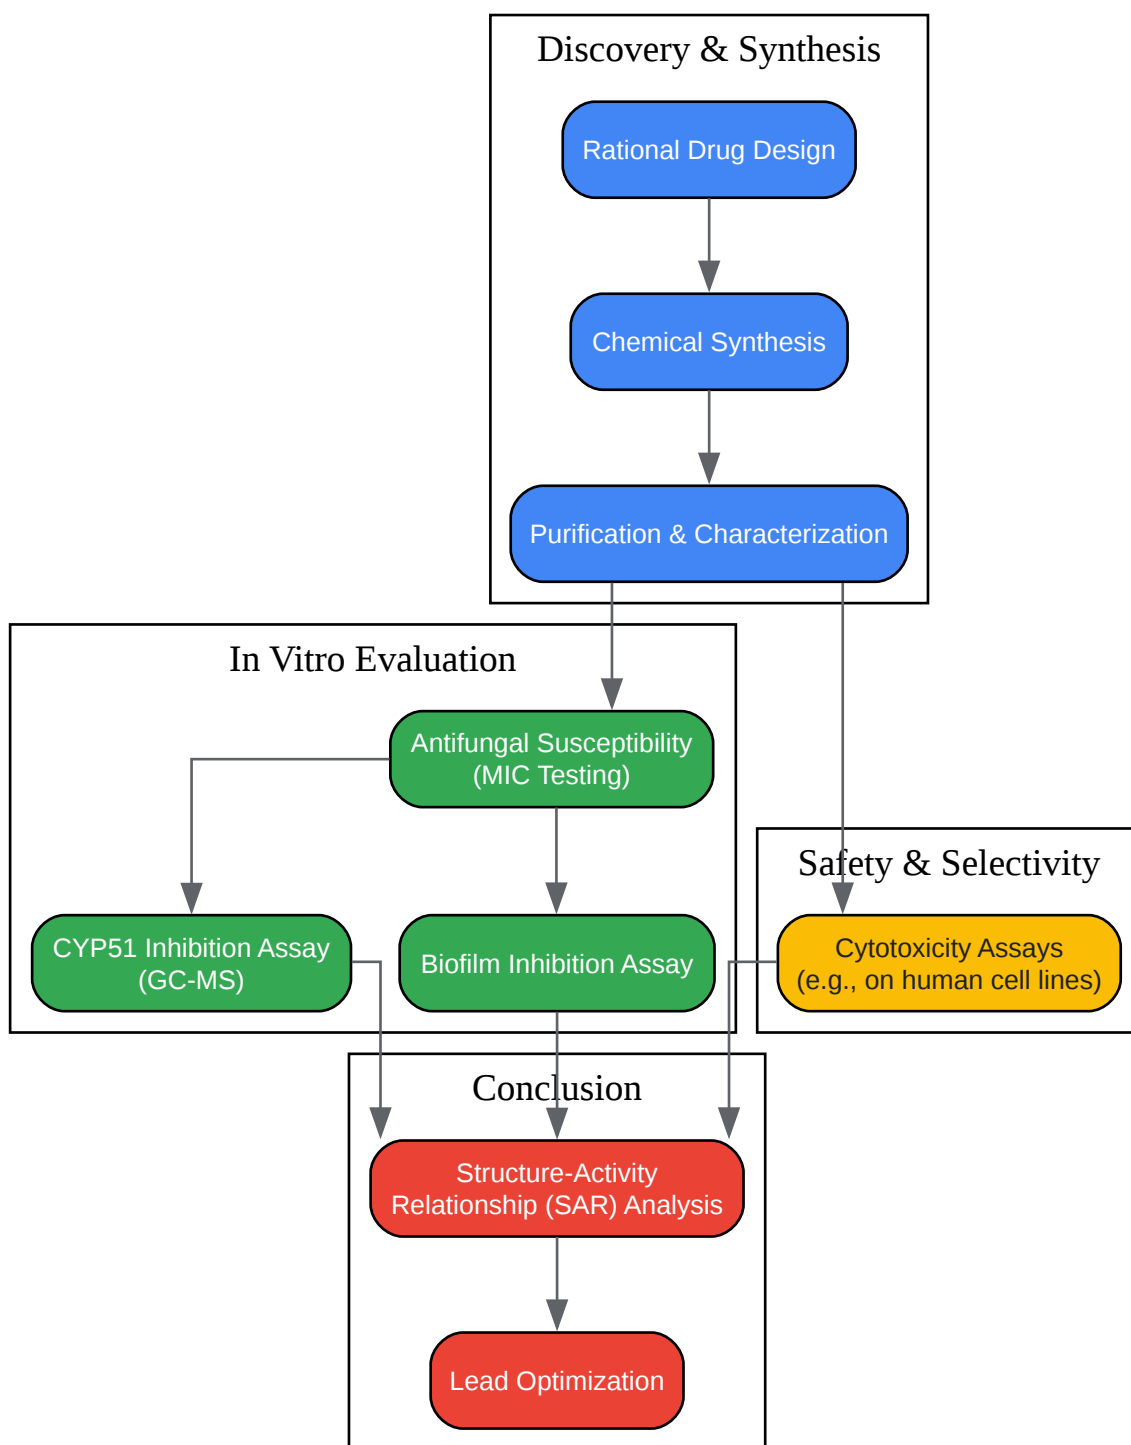 Discovery & Synthesis
Rational Drug Design
Chemical Synthesis
Purification & Characterization
In Vitro Evaluation
Antifungal Susceptibility
(MIC Testing)
Safety & Selectivity
CYP51 Inhibition Assay
(GC-MS)
Biofilm Inhibition Assay
Cytotoxicity Assays
(e.g., on human cell lines)
Conclusion
Structure-Activity
Relationship (SAR) Analysis
Lead Optimization